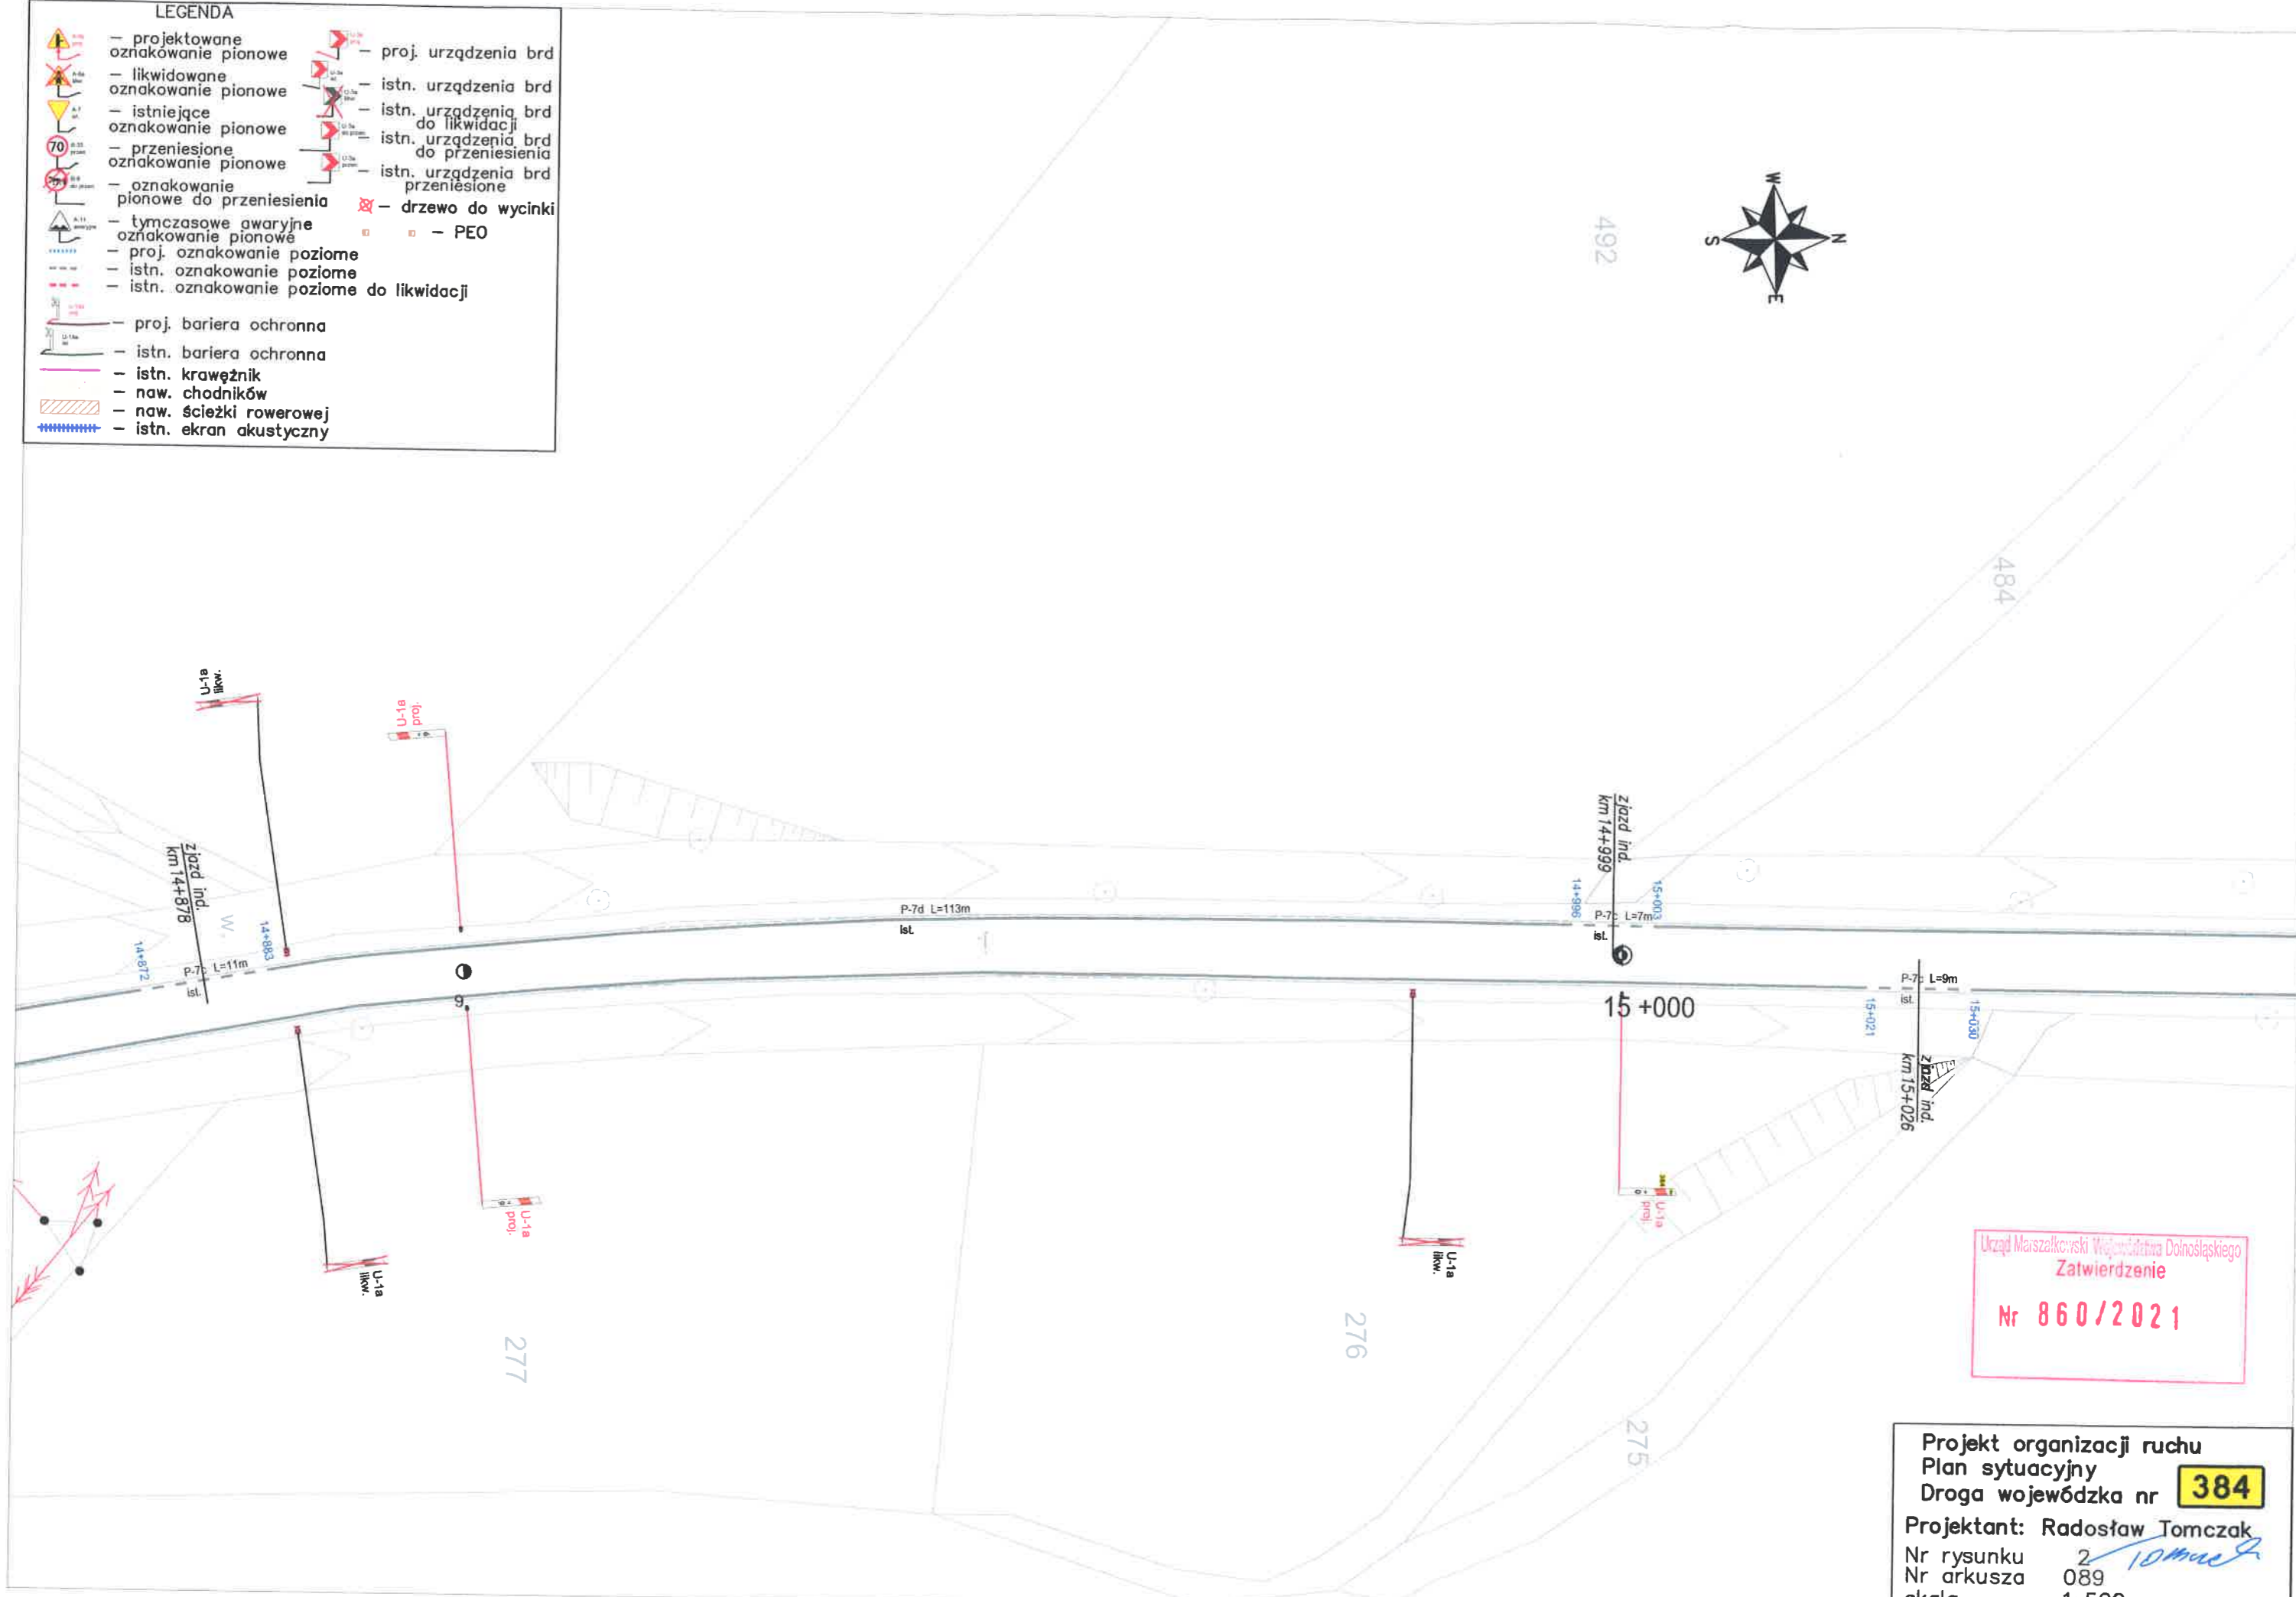 LEGENDA
— projektowane
oznakowanie pionowe
— likwidowane
oznakowanie pionowe
— istniejące
oznakowanie pionowe
70
— przeniesione
oznakowanie pionowe
— oznakowanie
pionowe do przeniesienia
— tymczasowe awaryjne
oznakowanie pionowe
— proj. oznakowanie poziome
— istn. oznakowanie poziome
— istn. oznakowanie poziome do likwidacji
— proj. bariera ochronna
— istn. bariera ochronna
— istn. krawężnik
— naw. chodników
— naw. ścieżki rowerowej
— istn. ekran akustyczny
— proj. urządzenia brd
— istn. urządzenia brd
— istn. urządzenia brd
do likwidacji
— istn. urządzenia brd
do przeniesienia
— istn. urządzenia brd
przeniesione
— drzewo do wycinki
— PEO
W
N
S
E
492
484
U-1a
likw.
U-1a
proj.
zjazd ind.
km 14+878
W.
14+872
14+883
P-7c L=11m
ist.
9
P-7d L=113m
ist.
zjazd ind.
km 14+999
14+996
15+003
P-7c L=7m
ist.
15+000
P-7c L=9m
ist.
15+021
15+030
zjazd ind.
km 15+026
U-1a
likw.
U-1a
proj.
U-1a
likw.
U-1a
proj.
277
276
275
Urząd Marszałkowski Województwa Dolnośląskiego
Zatwierdzenie
Nr 860/2021
Projekt organizacji ruchu
Plan sytuacyjny
Droga wojewódzka nr 384
Projektant: Radosław Tomczak
Nr rysunku 2
Nr arkusza 089